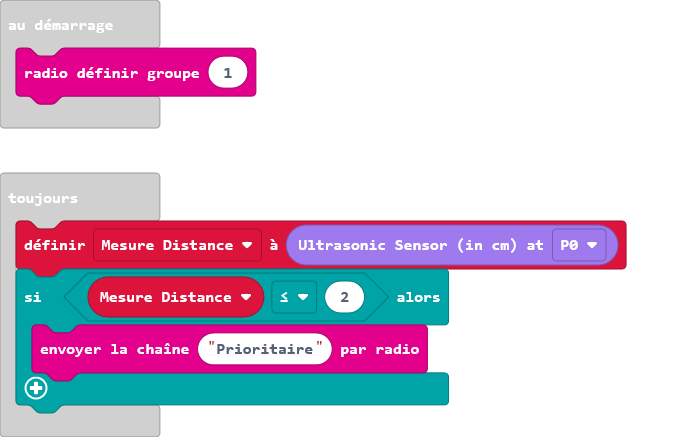 au démarrage
radio définir groupe 1
toujours
définir Mesure Distance à Ultrasonic Sensor (in cm) at P0
si Mesure Distance ≤ 2 alors
envoyer la chaîne "Prioritaire" par radio